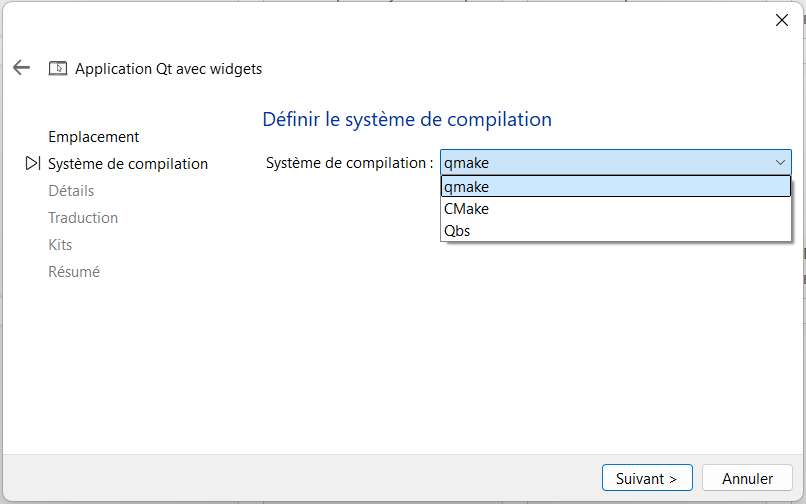 Application Qt avec widgets
Définir le système de compilation
Emplacement
Système de compilation
Détails
Traduction
Kits
Résumé
Système de compilation : qmake
qmake
CMake
Qbs
Suivant >
Annuler